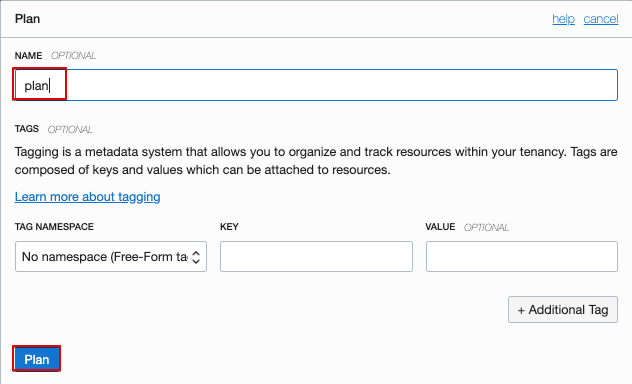 Plan help cancel
NAME OPTIONAL
plan
TAGS OPTIONAL
Tagging is a metadata system that allows you to organize and track resources within your tenancy. Tags are
composed of keys and values which can be attached to resources.
Learn more about tagging
TAG NAMESPACE KEY VALUE OPTIONAL
No namespace (Free-Form ta
+ Additional Tag
Plan